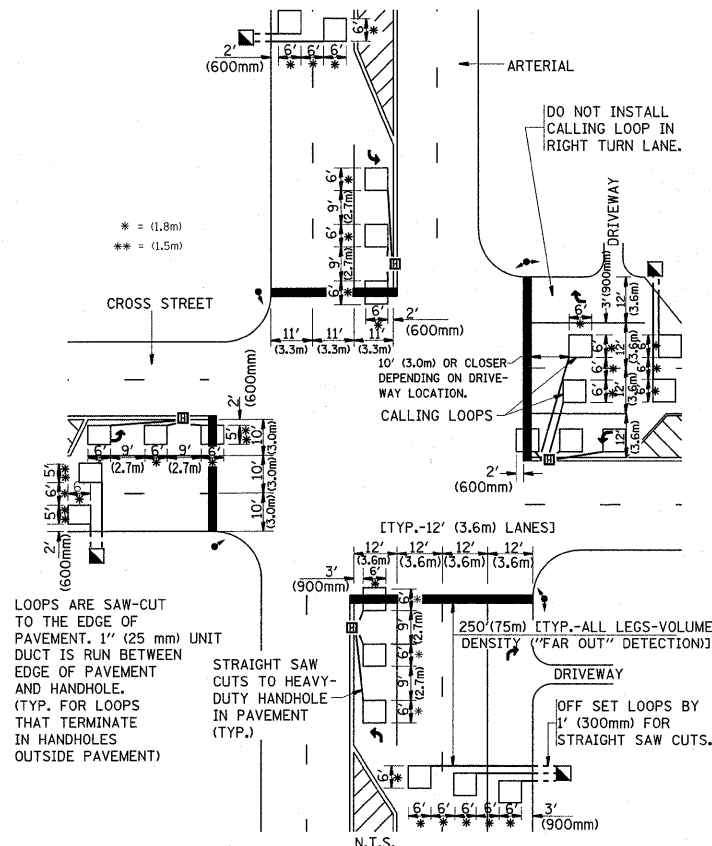 6'
*
2'
(600mm)
6' 6' 6'
* * *
ARTERIAL
DO NOT INSTALL
CALLING LOOP IN
RIGHT TURN LANE.
DRIVEWAY
* = (1.8m)
** = (1.5m)
6'
*
9'
(2.7m)
6'
*
9'
(2.7m)
6'
*
H
6'
*
2'
(600mm)
11' 11' 11'
(3.3m) (3.3m) (3.3m)
CROSS STREET
3'(900mm)
12'
(3.6m)
6'
*
12'
(3.6m)
12'
(3.6m)
12'
(3.6m)
6'
*
6'
*
6'
*
6'
*
6'
*
10' (3.0m) OR CLOSER
DEPENDING ON DRIVE-
WAY LOCATION.
CALLING LOOPS
H
2'
(600mm)
2'
(600mm)
H
5'
**
10'
(3.0m)
10'
(3.0m)
10'
(3.0m)
6' 9' 6' 9' 6'
* (2.7m) * (2.7m) *
5'
**
6'
*
5'
**
6'
*
2'
(600mm)
[TYP.-12' (3.6m) LANES]
12' 12' 12' 12'
(3.6m) (3.6m) (3.6m) (3.6m)
3'
(900mm)
6'
*
H
6'
*
9'
(2.7m)
6'
*
9'
(2.7m)
6'
*
250'(75m) [TYP.-ALL LEGS-VOLUME
DENSITY ("FAR OUT" DETECTION)]
DRIVEWAY
LOOPS ARE SAW-CUT
TO THE EDGE OF
PAVEMENT. 1" (25 mm) UNIT
DUCT IS RUN BETWEEN
EDGE OF PAVEMENT
AND HANDHOLE.
(TYP. FOR LOOPS
THAT TERMINATE
IN HANDHOLES
OUTSIDE PAVEMENT)
STRAIGHT SAW
CUTS TO HEAVY-
DUTY HANDHOLE
IN PAVEMENT
(TYP.)
OFF SET LOOPS BY
1' (300mm) FOR
STRAIGHT SAW CUTS.
6'
*
6' 6' 6' 6' 6'
* * * * *
3'
(900mm)
N.T.S.